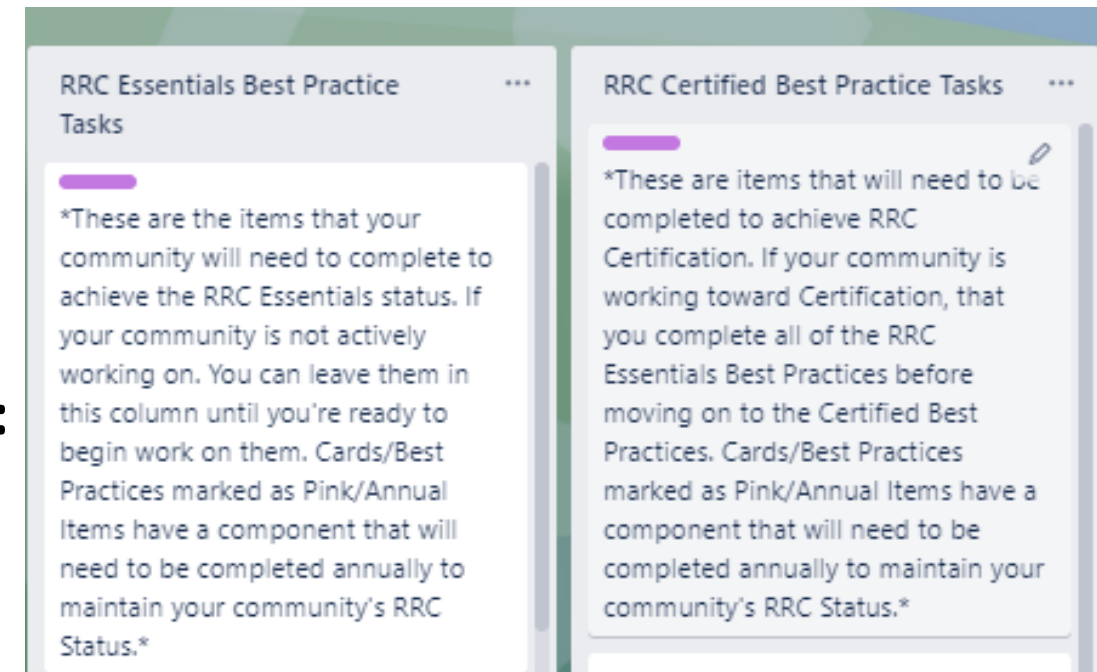 RRC Essentials Best Practice
Tasks
*These are the items that your
community will need to complete to
achieve the RRC Essentials status. If
your community is not actively
working on. You can leave them in
this column until you're ready to
begin work on them. Cards/Best
Practices marked as Pink/Annual
Items have a component that will
need to be completed annually to
maintain your community's RRC
Status.*
RRC Certified Best Practice Tasks
*These are items that will need to be
completed to achieve RRC
Certification. If your community is
working toward Certification, that
you complete all of the RRC
Essentials Best Practices before
moving on to the Certified Best
Practices. Cards/Best Practices
marked as Pink/Annual Items have a
component that will need to be
completed annually to maintain your
community's RRC Status.*